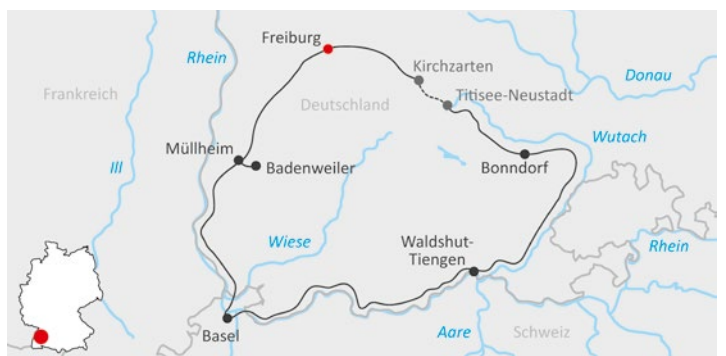 Freiburg
Rhein
Kirchzarten
Donau
Frankreich
Deutschland
Titisee-Neustadt
Wutach
Müllheim
Badenweiler
Bonndorf
Ill
Wiese
Waldshut-
Tiengen
Rhein
Basel
Aare
Schweiz